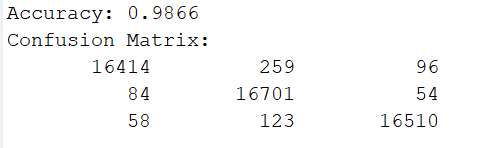 Accuracy: 0.9866
Confusion Matrix:
16414 259 96
84 16701 54
58 123 16510